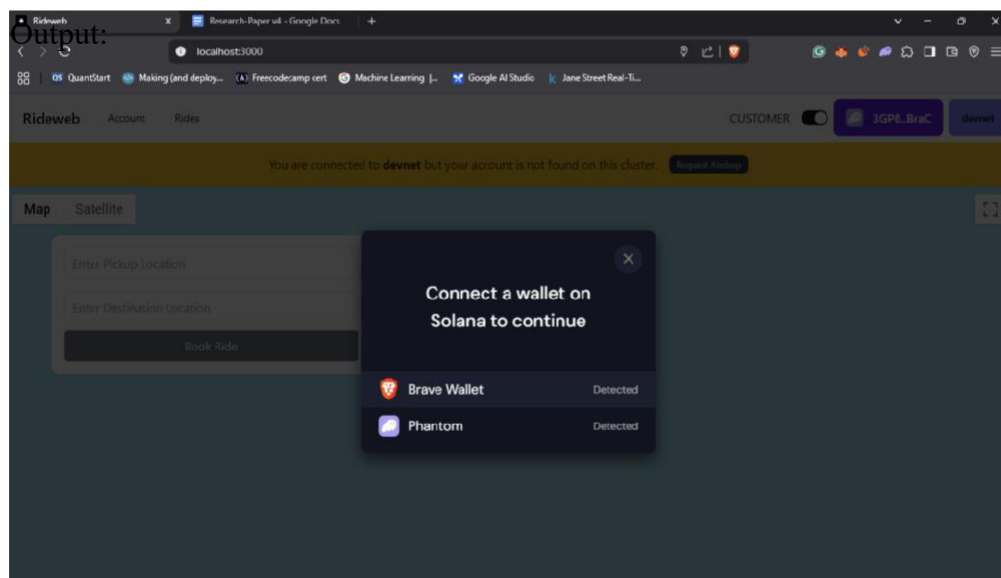 Rideweb x Research-Paper v4 - Google Docs +
Output:
localhost:3000
QuantStart Making (and deploy... Freecodecamp cert Machine Learning |... Google AI Studio Jane Street Real-Ti...
Rideweb Account Rides CUSTOMER 3GP8..BraC devnet
You are connected to devnet but your account is not found on this cluster. Request Airdrop
Map Satellite
Enter Pickup Location
Enter Destination Location
Book Ride
Connect a wallet on
Solana to continue
Brave Wallet Detected
Phantom Detected